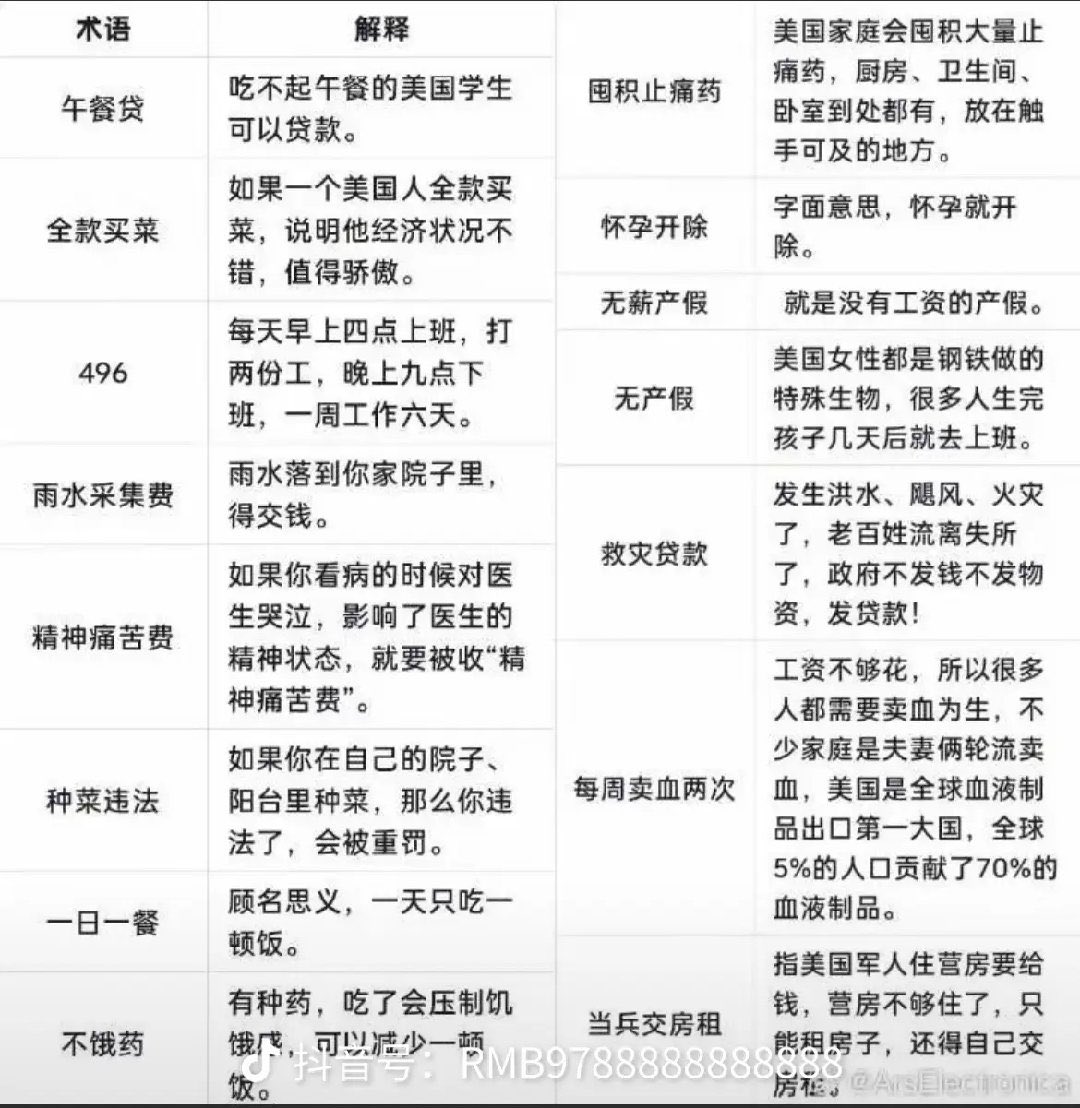 术语
解释
午餐贷
吃不起午餐的美国学生
可以贷款。
全款买菜
如果一个美国人全款买
菜，说明他经济状况不
错，值得骄傲。
496
每天早上四点上班，打
两份工，晚上九点下
班，一周工作六天。
雨水采集费
雨水落到你家院子里，
得交钱。
精神痛苦费
如果你看病的时候对医
生哭泣，影响了医生的
精神状态，就要被收“精
神痛苦费”。
种菜违法
如果你在自己的院子、
阳台里种菜，那么你违
法了，会被重罚。
一日一餐
顾名思义，一天只吃一
顿饭。
不饿药
有种药，吃了会压制饥
饿感，可以减少一顿
饭。
囤积止痛药
美国家庭会囤积大量止
痛药，厨房、卫生间、
卧室到处都有，放在触
手可及的地方。
怀孕开除
字面意思，怀孕就开
除。
无薪产假
就是没有工资的产假。
无产假
美国女性都是钢铁做的
特殊生物，很多人生完
孩子几天后就去上班。
救灾贷款
发生洪水、飓风、火灾
了，老百姓流离失所
了，政府不发钱不发物
资，发贷款！
每周卖血两次
工资不够花，所以很多
人都需要卖血为生，不
少家庭是夫妻俩轮流卖
血，美国是全球血液制
品出口第一大国，全球
5%的人口贡献了70%的
血液制品。
当兵交房租
指美国军人住营房要给
钱，营房不够住了，只
能租房子，还得自己交
房租。
抖音号：RMB9788888888888
@ArsElectronica